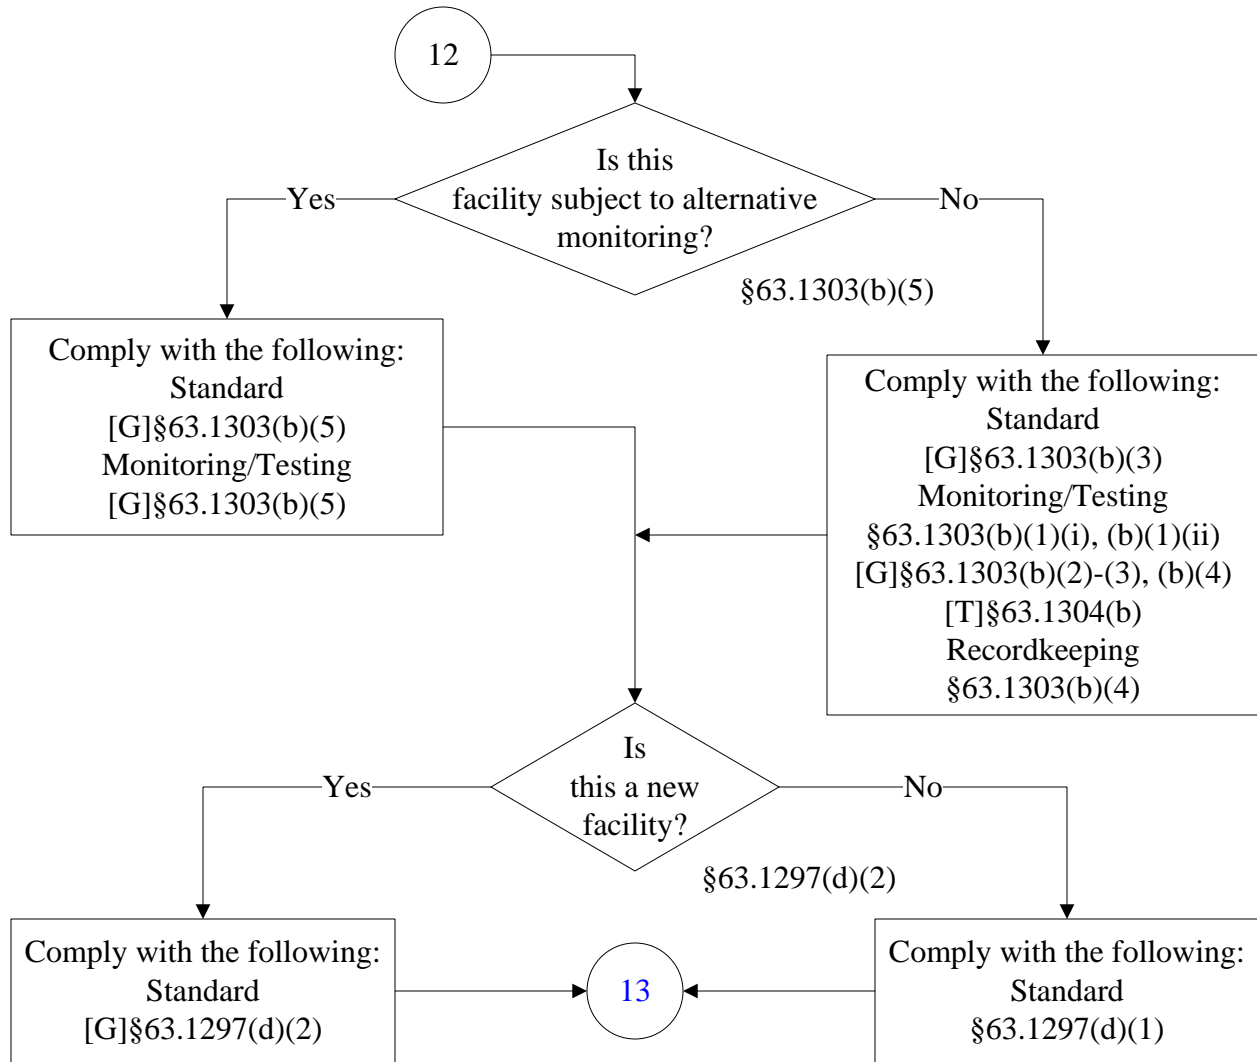 12
Is this
facility subject to alternative
monitoring?
Yes
No
§63.1303(b)(5)
Comply with the following:
Standard
[G]§63.1303(b)(5)
Monitoring/Testing
[G]§63.1303(b)(5)
Comply with the following:
Standard
[G]§63.1303(b)(3)
Monitoring/Testing
§63.1303(b)(1)(i), (b)(1)(ii)
[G]§63.1303(b)(2)-(3), (b)(4)
[T]§63.1304(b)
Recordkeeping
§63.1303(b)(4)
Is
this a new
facility?
Yes
No
§63.1297(d)(2)
Comply with the following:
Standard
[G]§63.1297(d)(2)
13
Comply with the following:
Standard
§63.1297(d)(1)